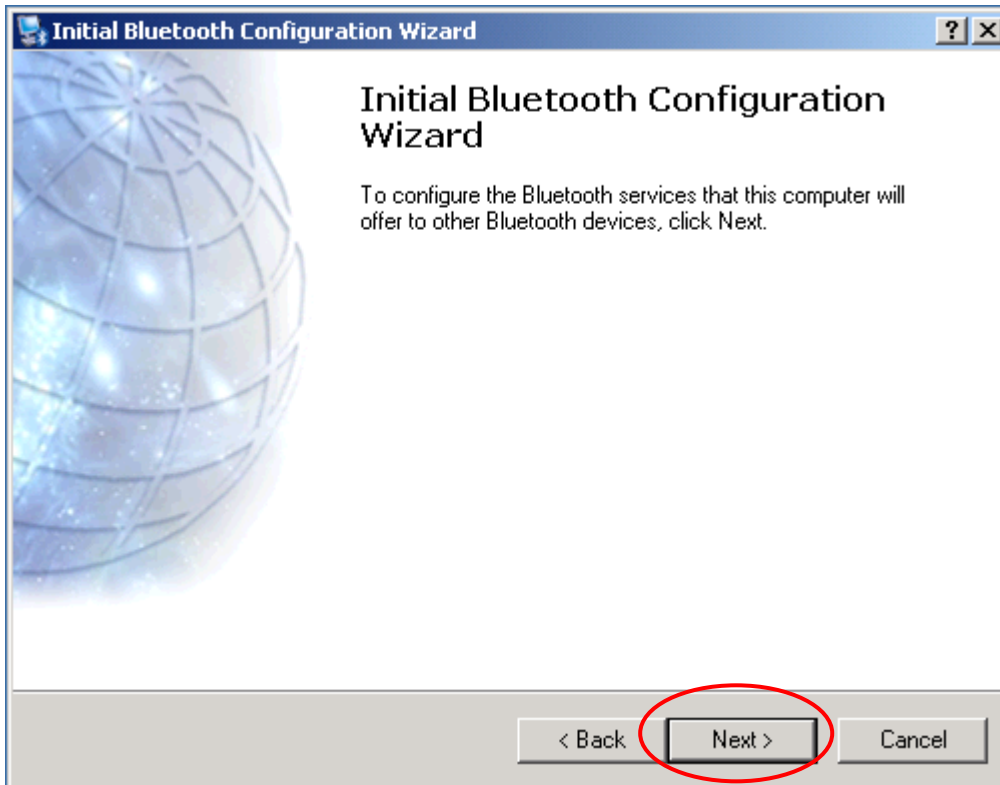 Initial Bluetooth Configuration Wizard
? X
Initial Bluetooth Configuration
Wizard
To configure the Bluetooth services that this computer will
offer to other Bluetooth devices, click Next.
< Back Next > Cancel